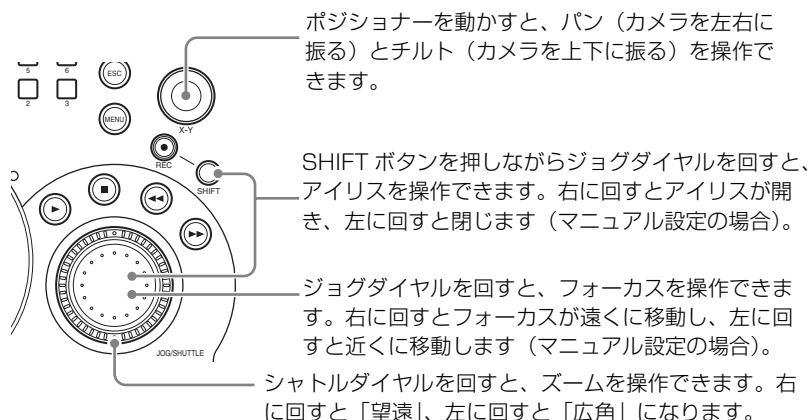 ポジショナーを動かすと、パン（カメラを左右に
振る）とチルト（カメラを上下に振る）を操作で
きます。
5 6
ESC
2 3
MENU
X-Y
REC
SHIFT
SHIFT ボタンを押しながらジョグダイヤルを回すと、
アイリスを操作できます。右に回すとアイリスが開
き、左に回すと閉じます（マニュアル設定の場合）。
ジョグダイヤルを回すと、フォーカスを操作できま
す。右に回すとフォーカスが遠くに移動し、左に回
すと近くに移動します（マニュアル設定の場合）。
JOG/SHUTTLE
シャトルダイヤルを回すと、ズームを操作できます。右
に回すと「望遠」、左に回すと「広角」になります。